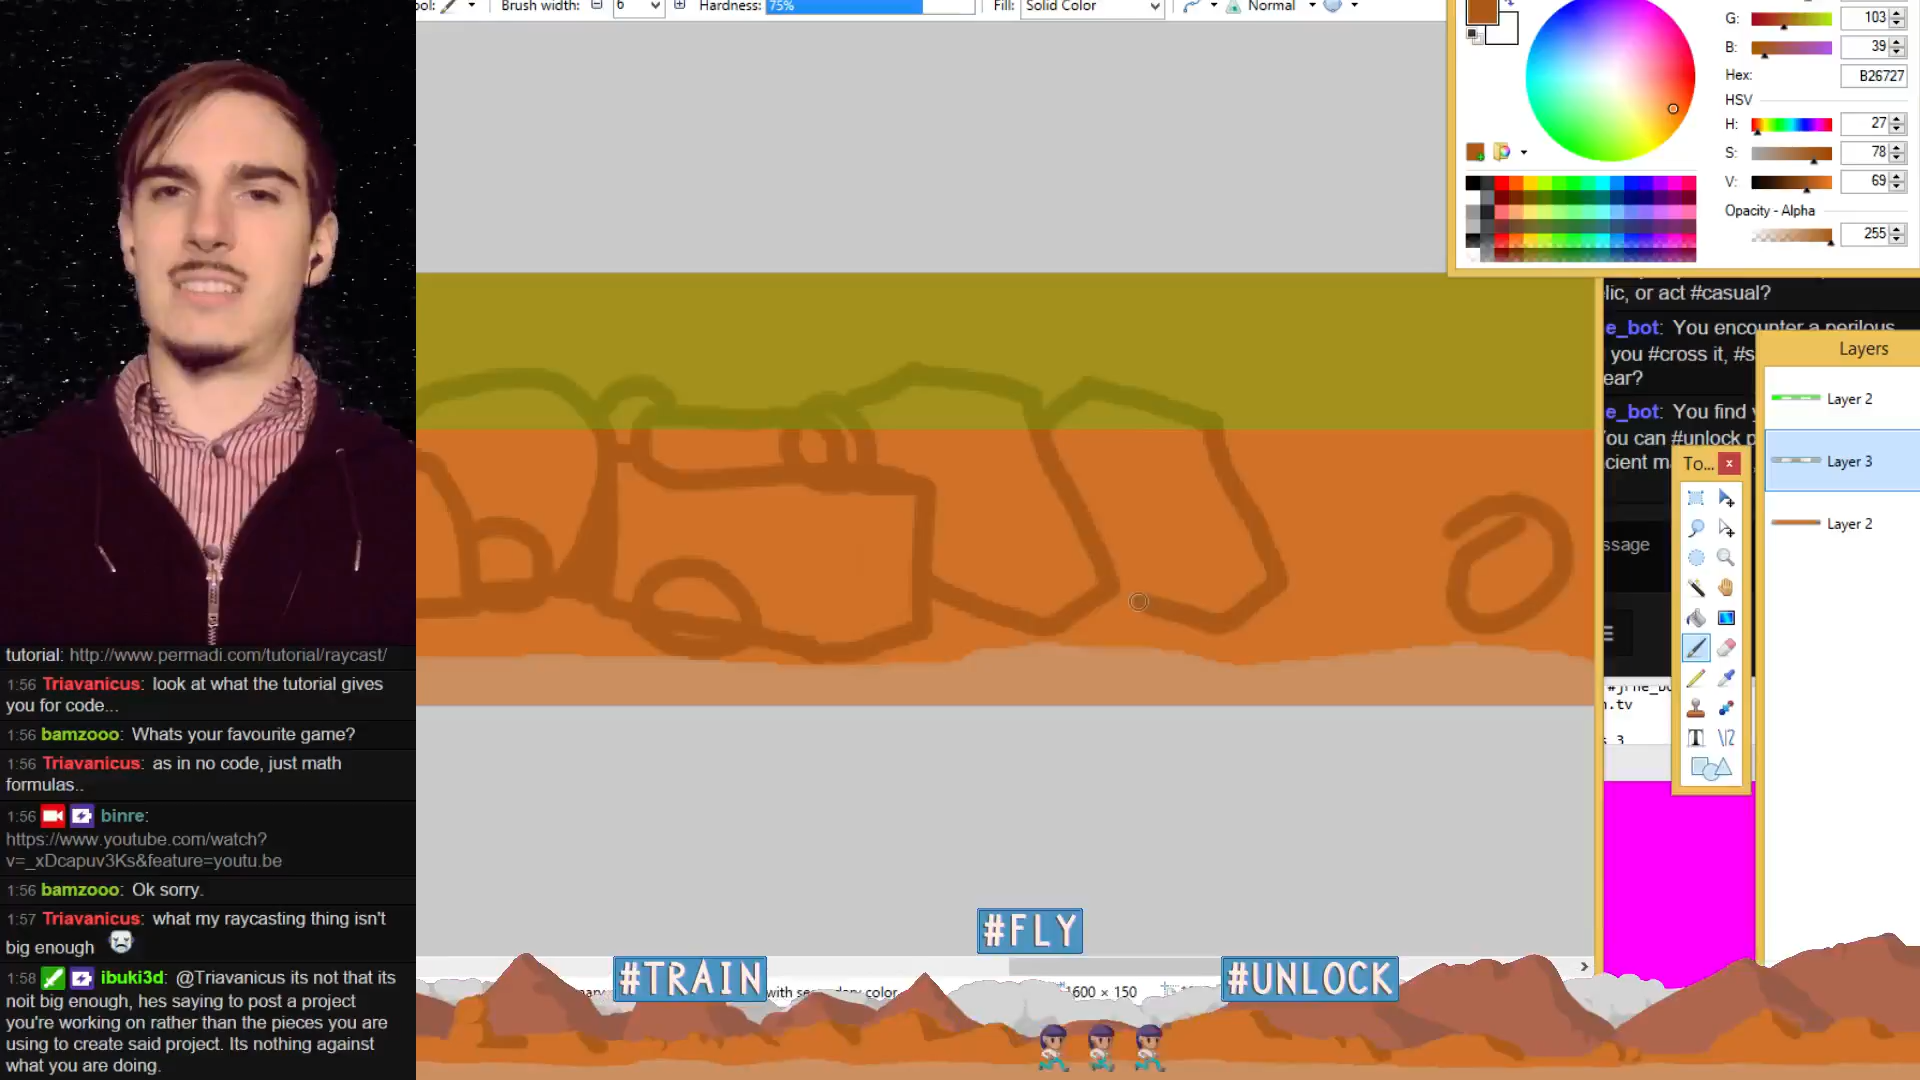 ool:
Brush width:
6
Hardness:
75%
Fill:
Solid Color
Normal
G:
103
B:
39
Hex:
B26727
HSV
H:
27
S:
78
V:
69
Opacity - Alpha
255
lic, or act #casual?
e_bot: You encounter a perilous
you #cross it, #s
ear?
e_bot: You find
ou can #unlock p
cient m
ssage
Layers
Layer 2
Layer 3
Layer 2
To...
n.tv
s 3
tutorial: http://www.permadi.com/tutorial/raycast/
1:56 Triavanicus: look at what the tutorial gives
you for code...
1:56 bamzooo: Whats your favourite game?
1:56 Triavanicus: as in no code, just math
formulas..
1:56 binre:
https://www.youtube.com/watch?
v=_xDcapuv3Ks&feature=youtu.be
1:56 bamzooo: Ok sorry.
1:57 Triavanicus: what my raycasting thing isn't
big enough
1:58 ibuki3d: @Triavanicus its not that its
noit big enough, hes saying to post a project
you're working on rather than the pieces you are
using to create said project. Its nothing against
what you are doing.
#FLY
#TRAIN
#UNLOCK
with secondary color.
1600 × 150